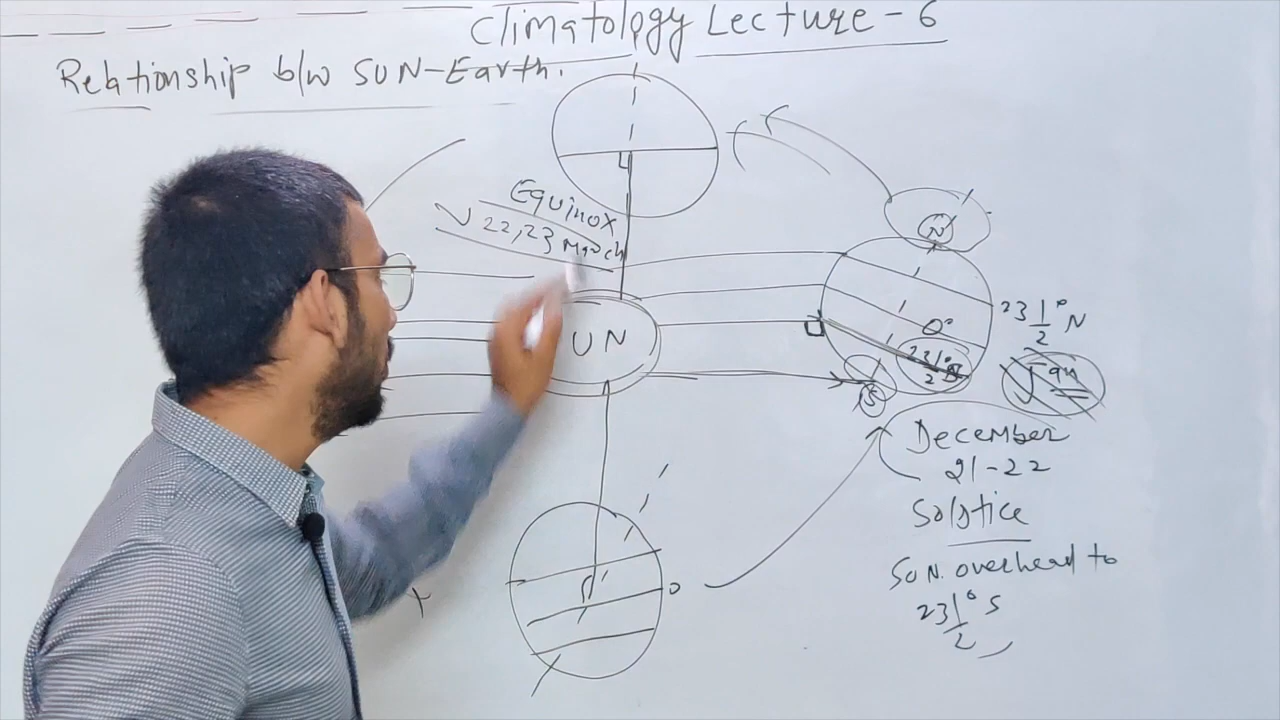 Climatology Lecture - 6
Relationship b/w SUN-Earth.
Equinox
22,23 March
UN
N
23 1/2° N
0°
23 1/2° S
S
December
21-22
Solstice
SUN. overhead to
23 1/2° S
0